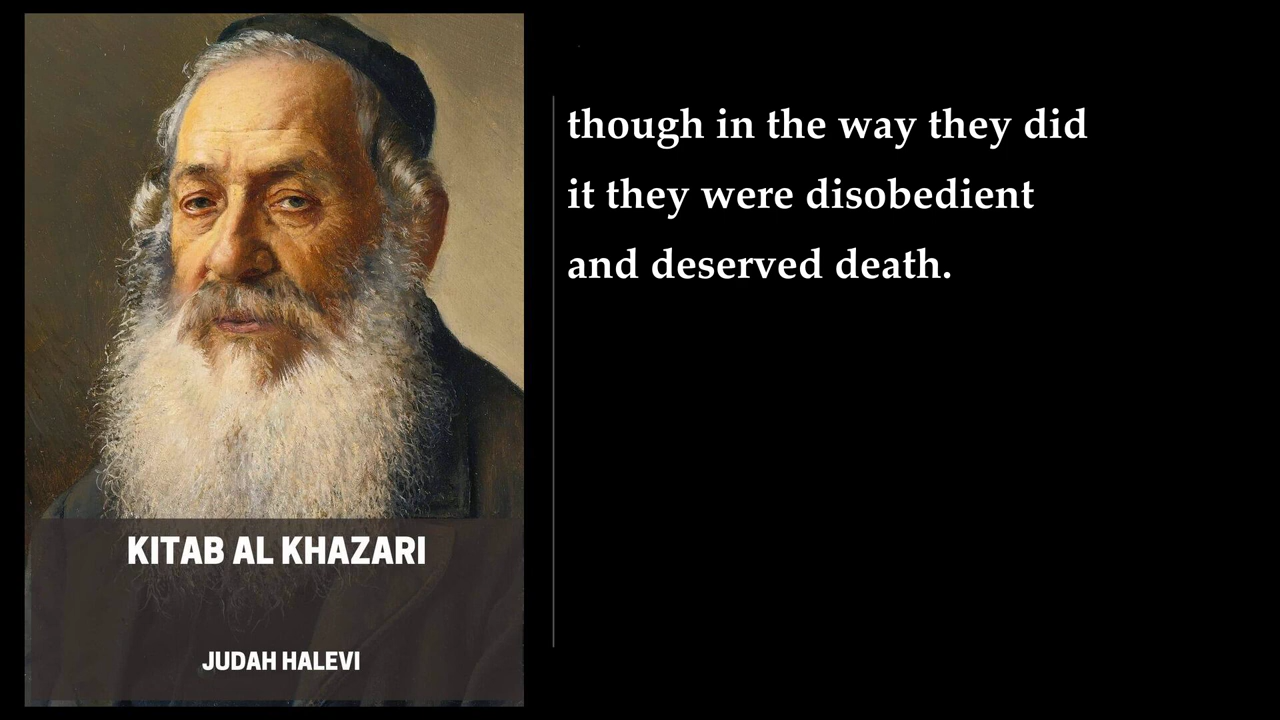 though in the way they did
it they were disobedient
and deserved death.
KITAB AL KHAZARI
JUDAH HALEVI